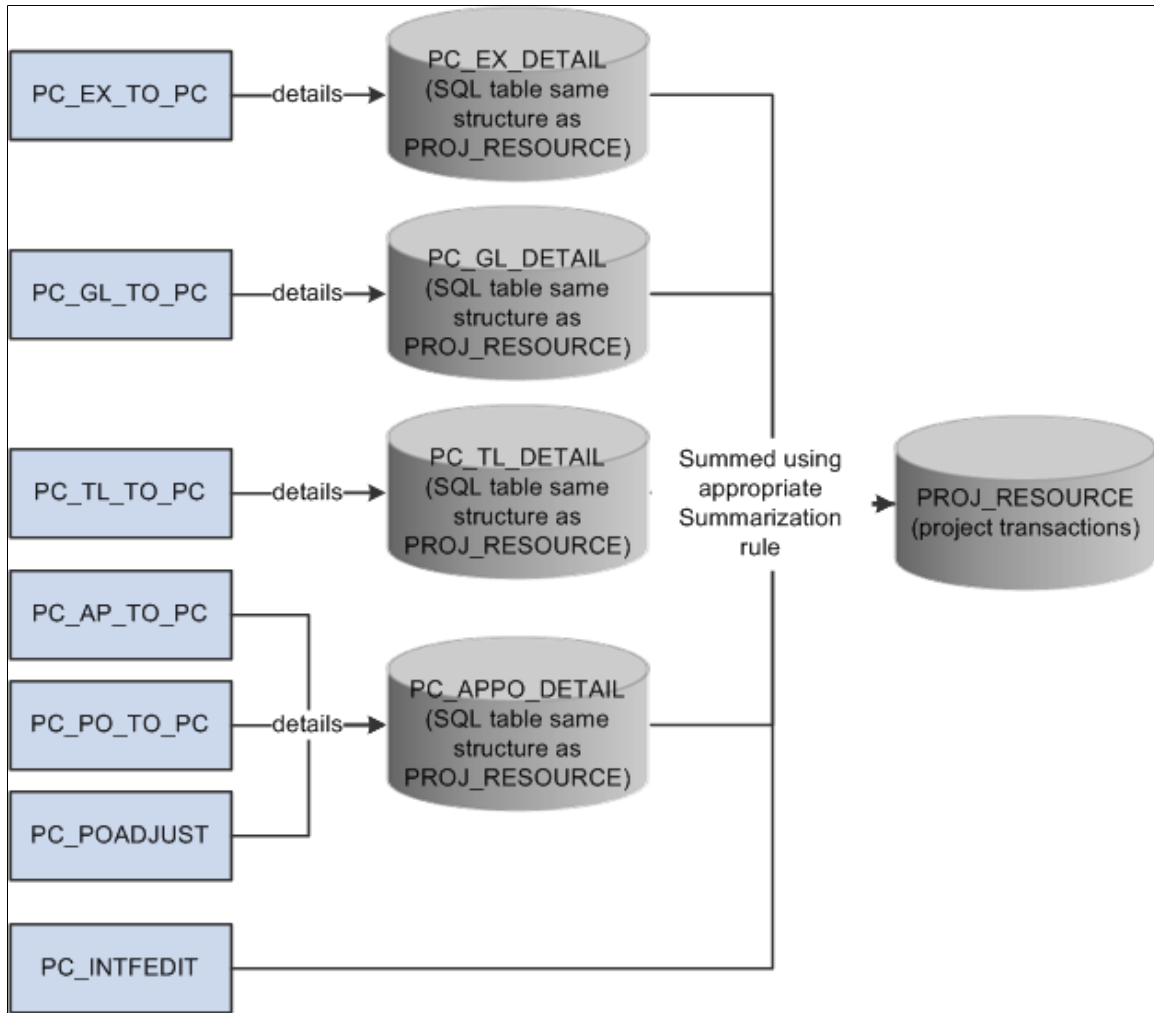 PC_EX_TO_PC
details
PC_EX_DETAIL
(SQL table same
structure as
PROJ_RESOURCE)
PC_GL_TO_PC
details
PC_GL_DETAIL
(SQL table same
structure as
PROJ_RESOURCE)
PC_TL_TO_PC
details
PC_TL_DETAIL
(SQL table same
structure as
PROJ_RESOURCE)
Summed using
appropriate
Summarization
rule
PROJ_RESOURCE
(project transactions)
PC_AP_TO_PC
PC_PO_TO_PC
details
PC_APPO_DETAIL
(SQL table same
structure as
PROJ_RESOURCE)
PC_POADJUST
PC_INTFEDIT